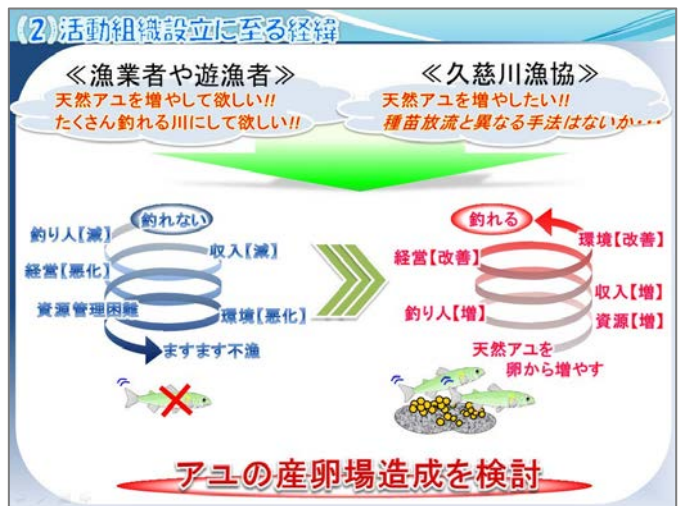 (2)活動組織設立に至る経緯
≪漁業者や遊漁者≫
天然アユを増やして欲しい!!
たくさん釣れる川にして欲しい!!
≪久慈川漁協≫
天然アユを増やしたい!!
種苗放流と異なる手法はないか・・・
釣れない
釣り人【減】
収入【減】
経営【悪化】
資源管理困難
環境【悪化】
ますます不漁
釣れる
環境【改善】
経営【改善】
収入【増】
釣り人【増】
資源【増】
天然アユを
卵から増やす
アユの産卵場造成を検討